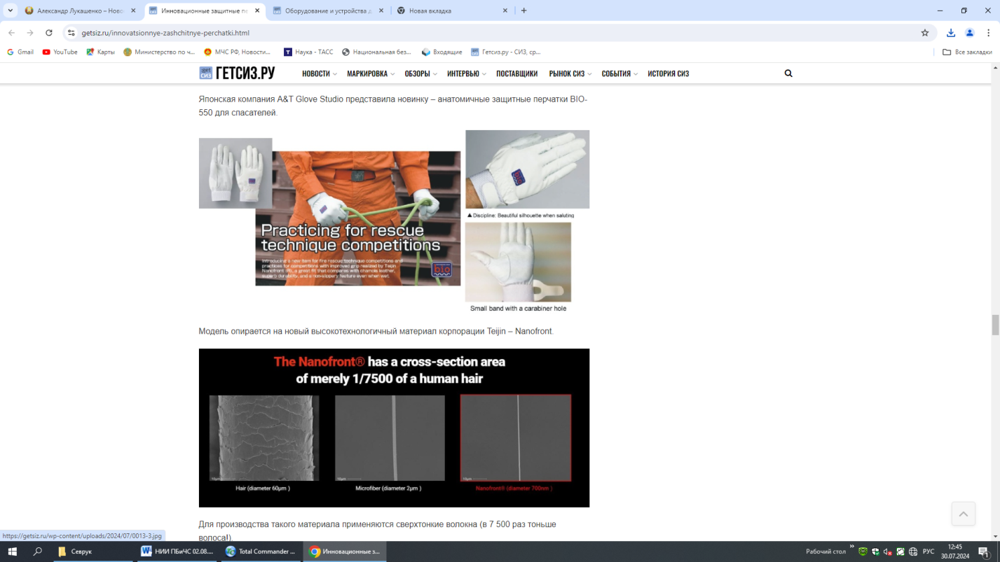 Александр Лукашенко – Ново
Инновационные защитные пе
Оборудование и устройства д
Новая вкладка
getsiz.ru/innovatsionnye-zashchitnye-perchatki.html
Gmail
YouTube
Карты
Министерство по ч...
МЧС РФ, Новости...
Наука - ТАСС
Национальная без...
Входящие
Гетсиз.ру - СИЗ, ср...
Все закладки
get СИЗ ГЕТСИЗ.РУ
НОВОСТИ МАРКИРОВКА ОБЗОРЫ ИНТЕРВЬЮ ПОСТАВЩИКИ РЫНОК СИЗ СОБЫТИЯ ИСТОРИЯ СИЗ
Японская компания A&T Glove Studio представила новинку – анатомичные защитные перчатки BIO-
550 для спасателей.
Practicing for rescue
technique competitions
Introducing a new item for fire rescue technique competitions and
practices for competitions with improved grip realized by Teijin
Nanofront (R), a great fit that compares with chamois leather,
superb durability, and a non-slippery feature even when wet.
bio
▲Discipline: Beautiful silhouette when saluting
Small band with a carabiner hole
Модель опирается на новый высокотехнологичный материал корпорации Teijin – Nanofront.
The Nanofront® has a cross-section area
of merely 1/7500 of a human hair
Hair (diameter 60μm )
Microfiber (diameter 2μm )
Nanofront® (diameter 700nm )
Для производства такого материала применяются сверхтонкие волокна (в 7 500 раз тоньше
волоса!).
https://getsiz.ru/wp-content/uploads/2024/07/0013-3.jpg
Севрук
НИИ ПБиЧС 02.08....
Total Commander ...
Инновационные з...
Рабочий стол
РУС
12:45
30.07.2024
1